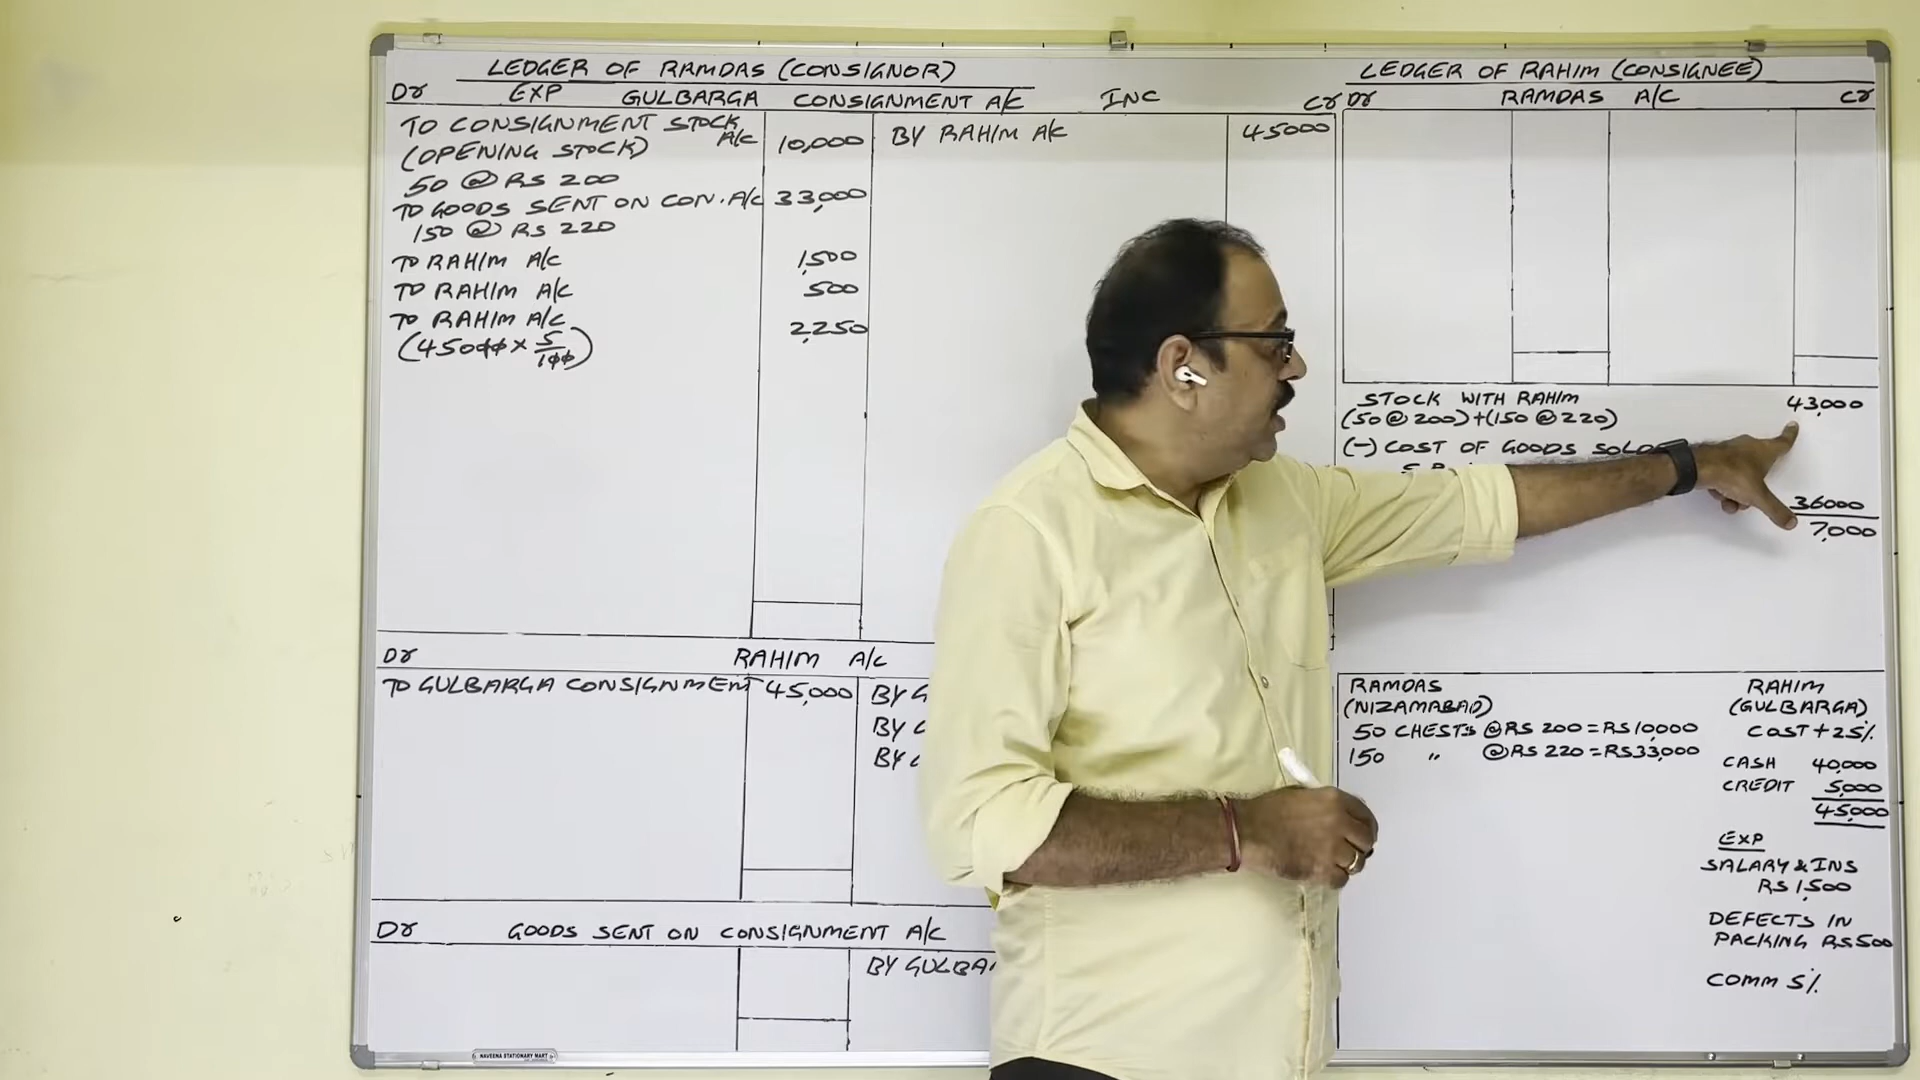 LEDGER OF RAMDAS (CONSIGNOR)
Dr EXP GULBARGA CONSIGNMENT A/C INC Cr
TO CONSIGNMENT STOCK A/C 10,000 BY RAHIM A/C 45000
(OPENING STOCK)
50 @ RS 200
TO GOODS SENT ON CON. A/C 33,000
150 @ RS 220
TO RAHIM A/C 1,500
TO RAHIM A/C 500
TO RAHIM A/C 2,250
(45000 × 5/100)
Dr RAHIM A/C
TO GULBARGA CONSIGNMENT 45,000 BY G
BY
BY
Dr GOODS SENT ON CONSIGNMENT A/C
BY GULBA
NAVEENA STATIONARY MART
LEDGER OF RAHIM (CONSIGNEE)
Dr RAMDAS A/C Cr
STOCK WITH RAHIM 43,000
(50 @ 200) + (150 @ 220)
(-) COST OF GOODS SOLD
36000
7,000
RAMDAS
(NIZAMABAD)
50 CHESTS @ RS 200 = RS 10,000
150 " @ RS 220 = RS 33,000
RAHIM
(GULBARGA)
COST + 25%
CASH 40,000
CREDIT 5,000
45,000
EXP
SALARY & INS
RS 1,500
DEFECTS IN
PACKING RS 500
COMM 5%